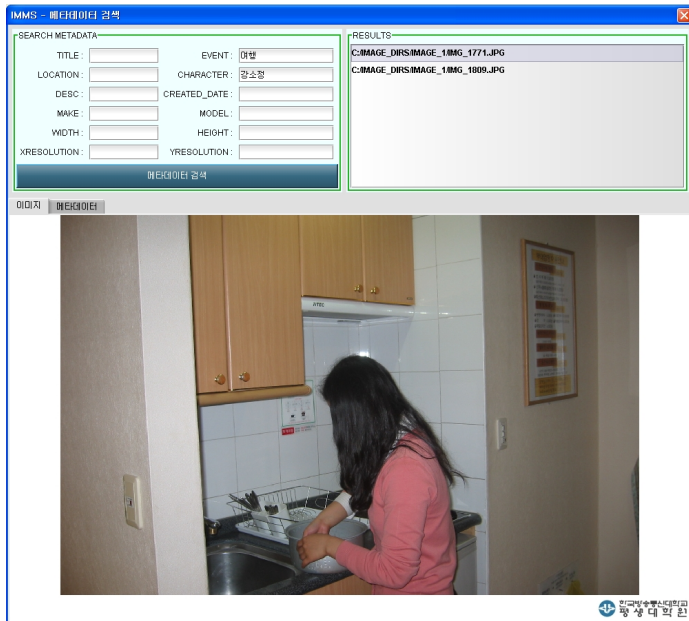 IMMS - 메타데이터 검색
SEARCH METADATA
TITLE :
EVENT : 여행
LOCATION :
CHARACTER : 강소정
DESC :
CREATED_DATE :
MAKE :
MODEL :
WIDTH :
HEIGHT :
XRESOLUTION :
YRESOLUTION :
메타데이터 검색
RESULTS
C:\IMAGE_DIRS\IMAGE_1\IMG_1771.JPG
C:\IMAGE_DIRS\IMAGE_1\IMG_1809.JPG
이미지
메타데이터
HATEC
한국방송통신대학교
평생대학원